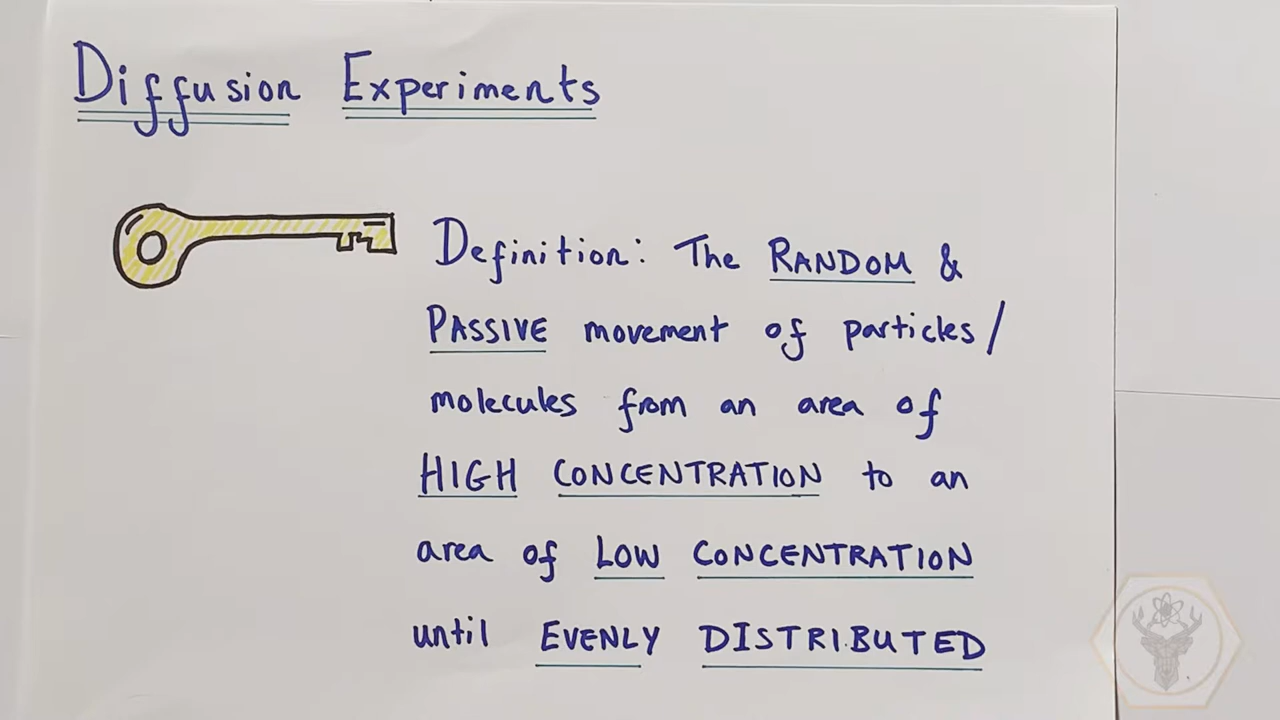 Diffusion Experiments
Definition: The RANDOM &
PASSIVE movement of particles/
molecules from an area of
HIGH CONCENTRATION to an
area of LOW CONCENTRATION
until EVENLY DISTRIBUTED